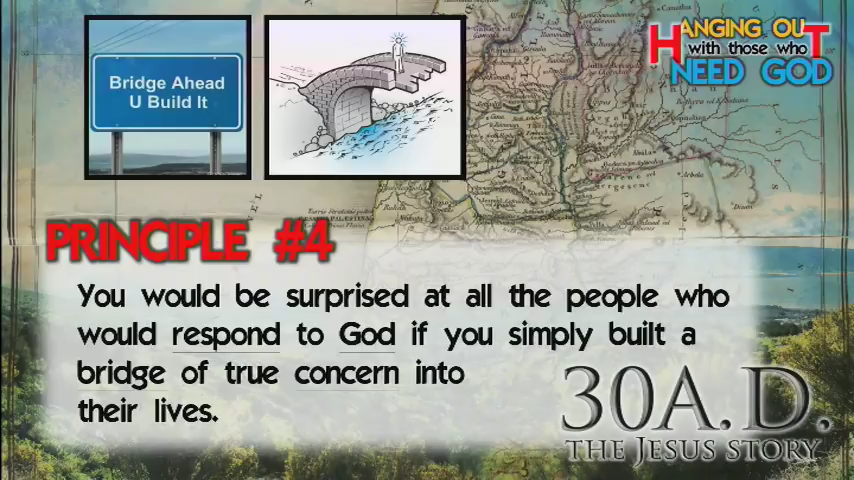 Bridge Ahead
U Build It
HANGING OUT
with those who
NEED GOD
PRINCIPLE #4
You would be surprised at all the people who
would respond to God if you simply built a
bridge of true concern into
their lives.
30A.D.
THE JESUS STORY